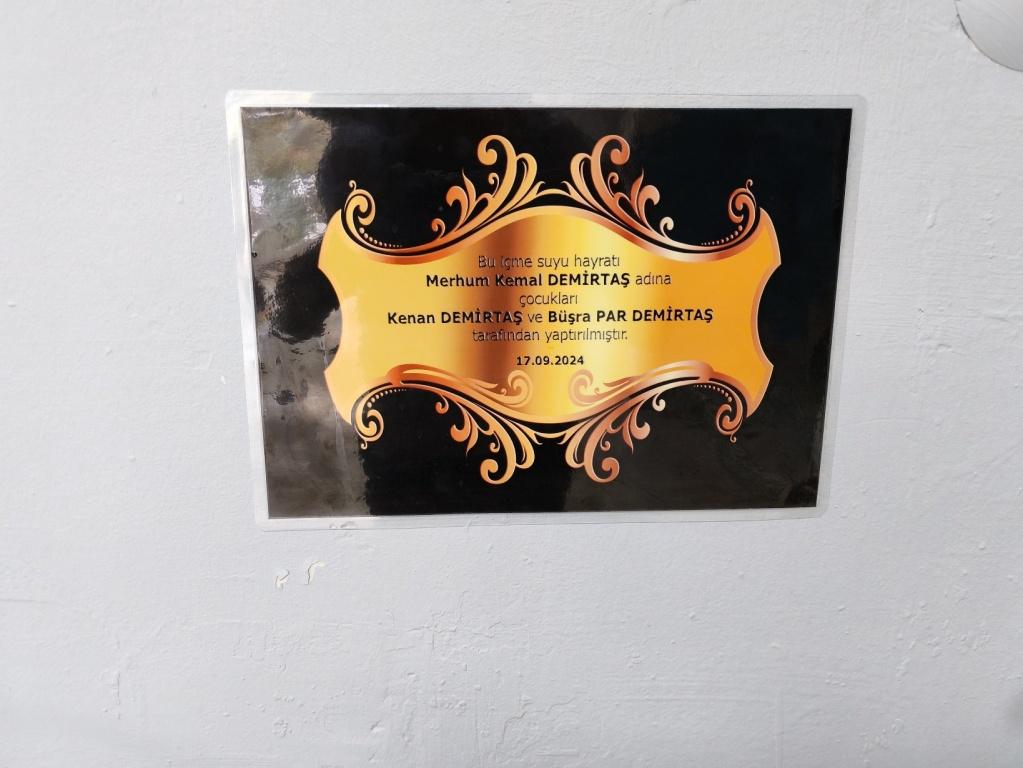 Bu içme suyu hayratı
Merhum Kemal DEMİRTAŞ adına
çocukları
Kenan DEMİRTAŞ ve Büşra PAR DEMİRTAŞ
tarafından yaptırılmıştır.
17.09.2024